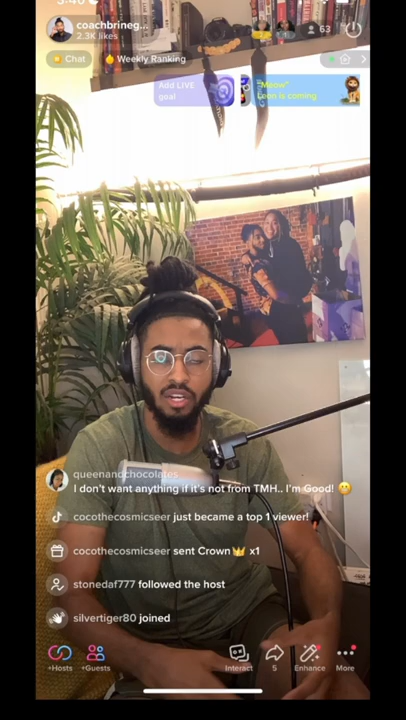 coachbrineg...
2.3K likes
63
Chat
Weekly Ranking
Add LIVE
goal
"Meow"
Leon is coming
queenandchocolates
I don't want anything if it's not from TMH.. I'm Good! 😬
cocothecosmicseer just became a top 1 viewer!
cocothecosmicseer sent Crown 👑 x1
stonedaf777 followed the host
silvertiger80 joined
+Hosts
+Guests
Interact
5
Enhance
More